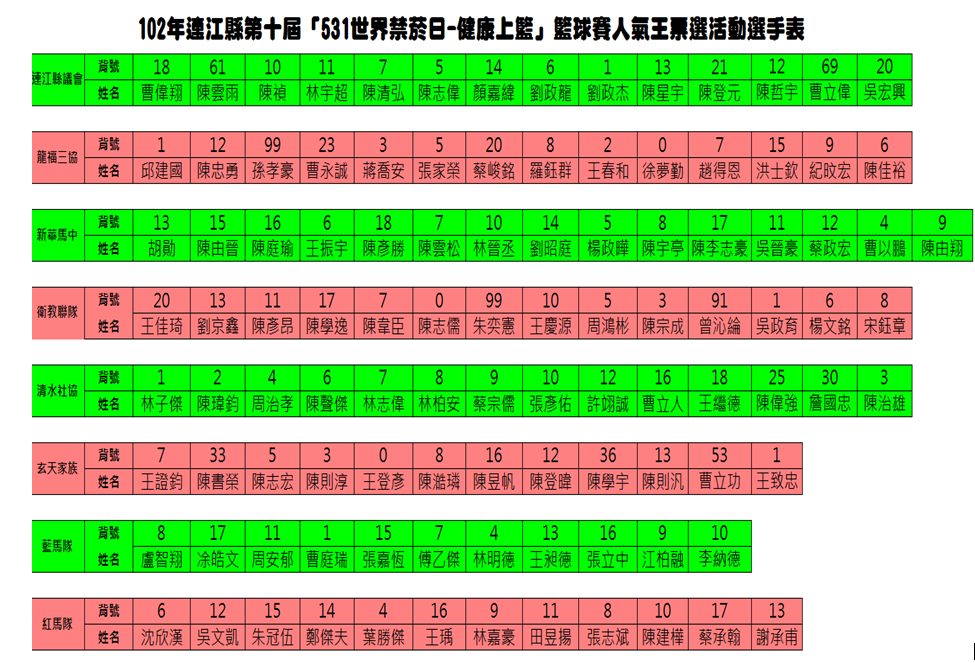 102年連江縣第十屆「531世界禁菸日-健康上籃」籃球賽人氣王票選活動選手表
連江縣議會 背號 18 61 10 11 7 5 14 6 1 13 21 12 69 20
姓名 曹偉翔 陳雲雨 陳禎 林宇超 陳清弘 陳志偉 顏嘉緯 劉政龍 劉政杰 陳星宇 陳登元 陳哲宇 曹立偉 吳宏興
龍福三協 背號 1 12 99 23 3 5 20 8 2 0 7 15 9 6
姓名 邱建國 陳忠勇 孫孝豪 曹永誠 蔣喬安 張家榮 蔡峻銘 羅鈺群 王春和 徐夢勤 趙得恩 洪士欽 紀旼宏 陳佳裕
新華馬中 背號 13 15 16 6 18 7 10 14 5 8 17 11 12 4 9
姓名 胡勛 陳由晉 陳庭瑜 王振宇 陳彥勝 陳雲松 林晉丞 劉昭庭 楊政曄 陳宇亭 陳李志豪 吳晉豪 蔡政宏 曹以鵬 陳由翔
衛教聯隊 背號 20 13 11 17 7 0 99 10 5 3 91 1 6 8
姓名 王佳琦 劉京鑫 陳彥昂 陳學逸 陳韋臣 陳志儒 朱奕憲 王慶源 周鴻彬 陳宗成 曾沁綸 吳政育 楊文銘 宋鈺章
清水社協 背號 1 2 4 6 7 8 9 10 12 16 18 25 30 3
姓名 林子傑 陳瑋鈞 周治孝 陳聲傑 林志偉 林柏安 蔡宗儒 張彥佑 許翊誠 曹立人 王繼德 陳偉強 詹國忠 陳治雄
玄天家族 背號 7 33 5 3 0 8 16 12 36 13 53 1
姓名 王證鈞 陳書榮 陳志宏 陳則淳 王登彥 陳澔璘 陳昱帆 陳登暐 陳學宇 陳則汎 曹立功 王致忠
藍馬隊 背號 8 17 11 1 15 7 4 13 16 9 10
姓名 盧智翔 凃皓文 周安郁 曹庭瑞 張嘉恆 傅乙傑 林明德 王昶德 張立中 江柏融 李納德
紅馬隊 背號 6 12 15 14 4 16 9 11 8 10 17 13
姓名 沈欣漢 吳文凱 朱冠伍 鄭傑夫 葉勝傑 王瑀 林嘉豪 田昱揚 張志斌 陳建樺 蔡承翰 謝承甫